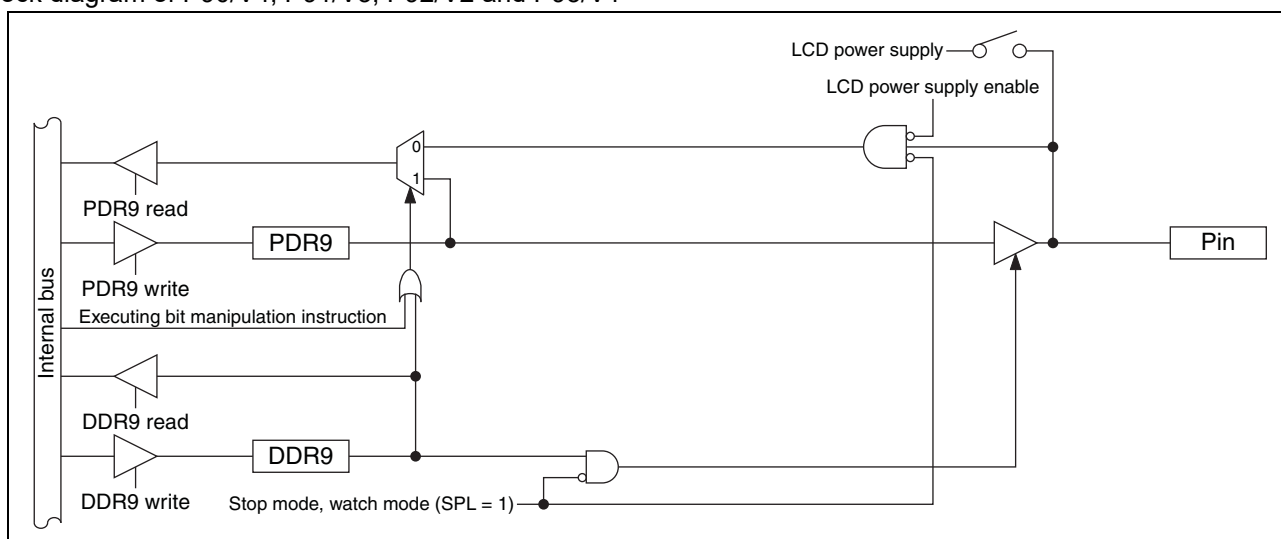 LCD power supply
LCD power supply enable
0
1
PDR9 read
PDR9
Pin
PDR9 write
Executing bit manipulation instruction
Internal bus
DDR9 read
DDR9
DDR9 write
Stop mode, watch mode (SPL = 1)